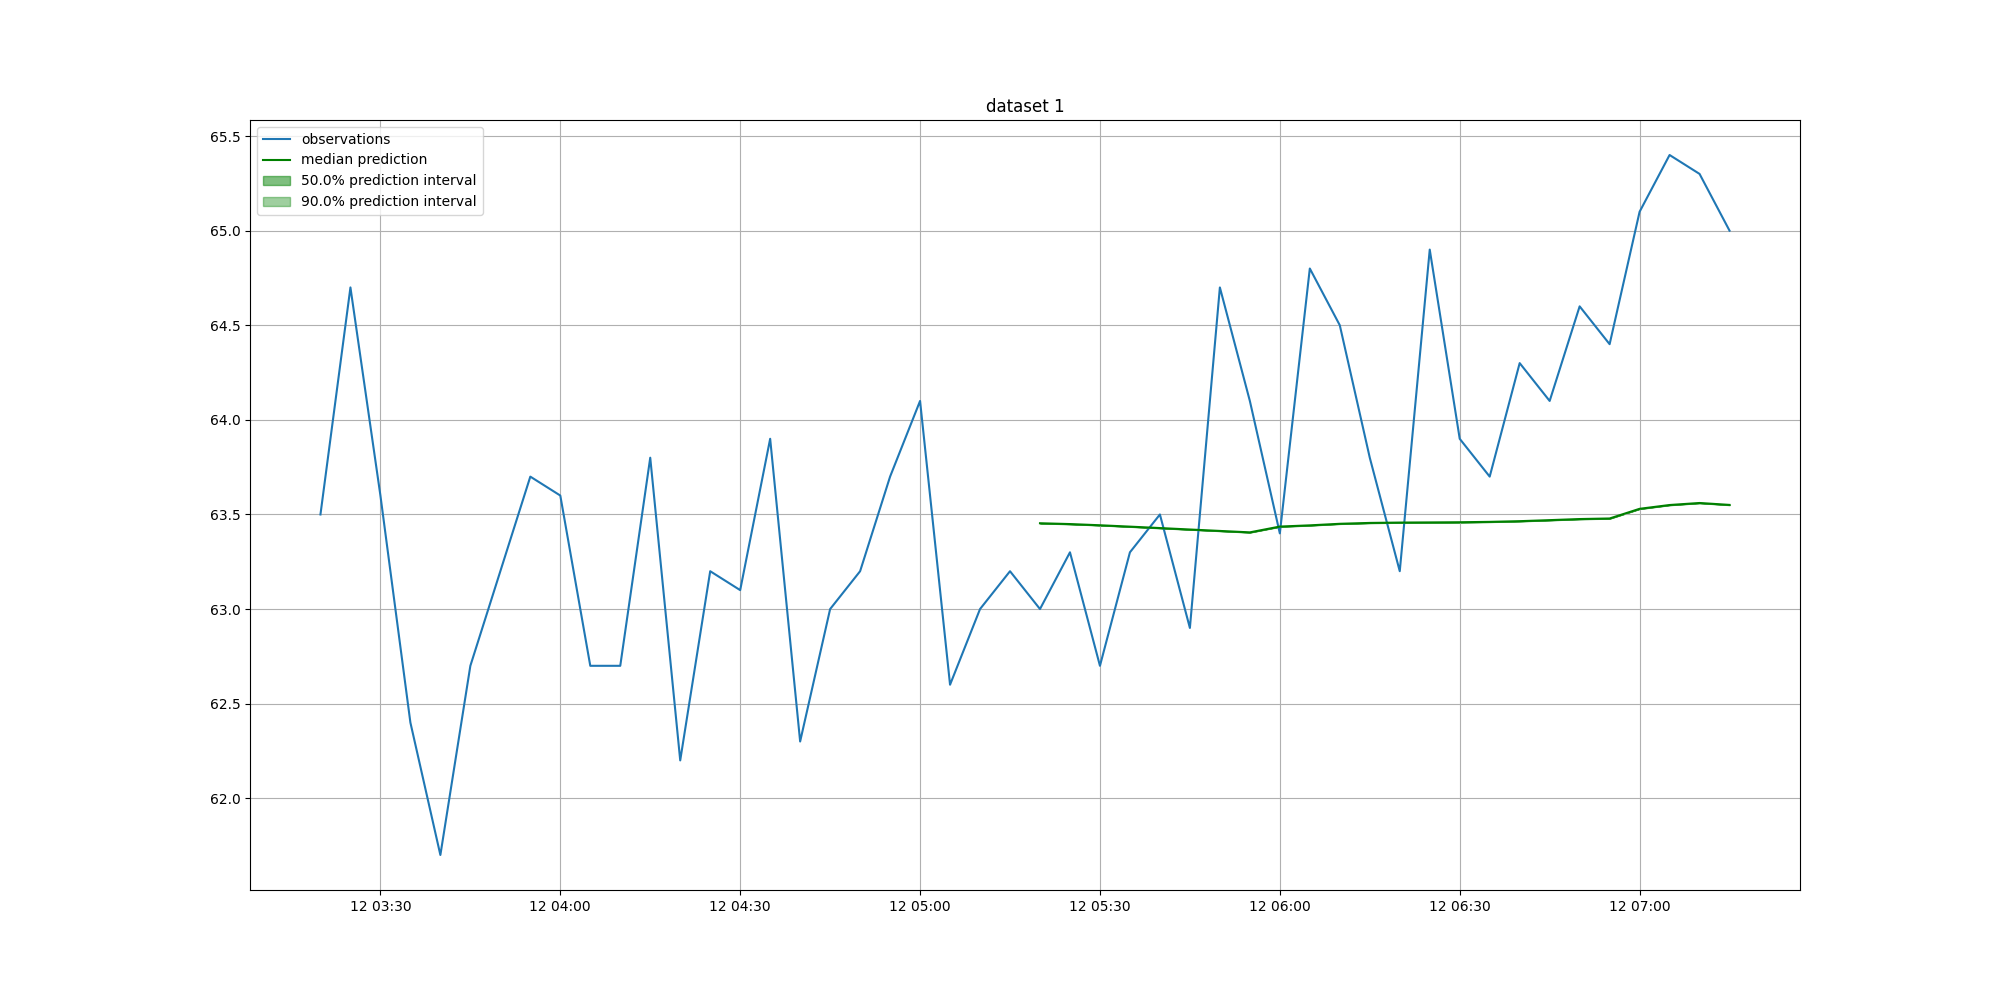 dataset 1
observations
median prediction
50.0% prediction interval
90.0% prediction interval
65.5
65.0
64.5
64.0
63.5
63.0
62.5
62.0
12 03:30 12 04:00 12 04:30 12 05:00 12 05:30 12 06:00 12 06:30 12 07:00